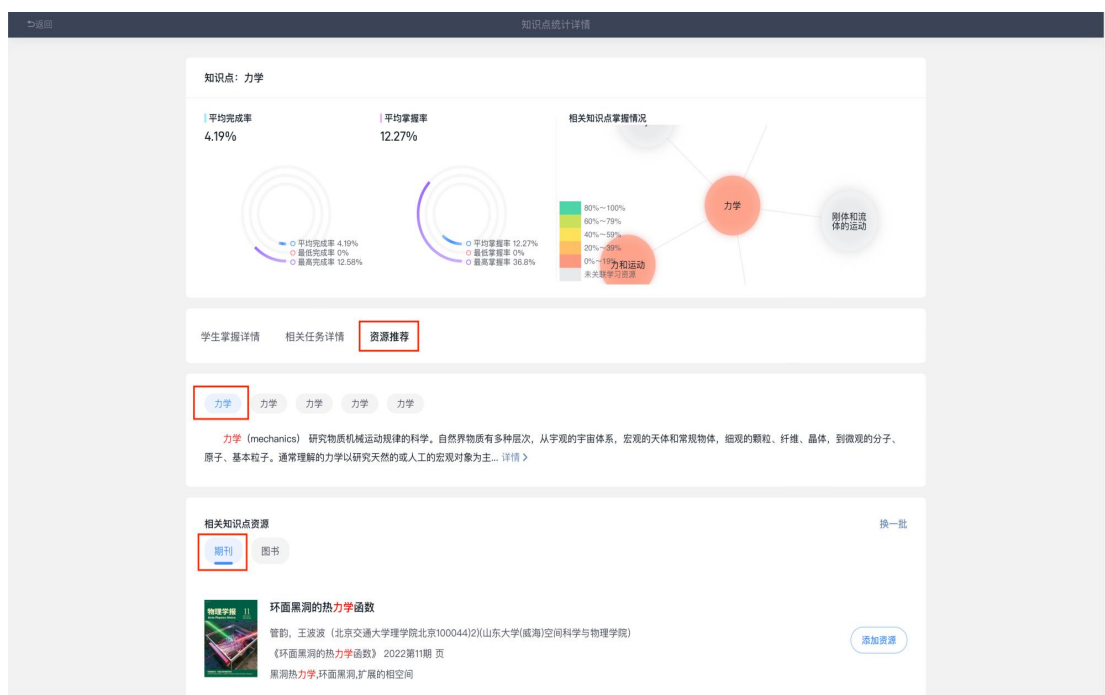 返回
知识点统计详情
知识点：力学
平均完成率
4.19%
平均掌握率
12.27%
相关知识点掌握情况
平均完成率 4.19%
最低完成率 0%
最高完成率 12.58%
平均掌握率 12.27%
最低掌握率 0%
最高掌握率 36.8%
80%～100%
60%～79%
40%～59%
20%～39%
0%～19%
未关联学习资源
力学
刚体和流
体的运动
力和运动
学生掌握详情
相关任务详情
资源推荐
力学
力学
力学
力学
力学
力学（mechanics） 研究物质机械运动规律的科学。自然界物质有多种层次，从宇观的宇宙体系，宏观的天体和常规物体，细观的颗粒、纤维、晶体，到微观的分子、
原子、基本粒子。通常理解的力学以研究天然的或人工的宏观对象为主... 详情
相关知识点资源
换一批
期刊
图书
物理学报 11
环面黑洞的热力学函数
管韵，王波波（北京交通大学理学院北京100044)2)(山东大学(威海)空间科学与物理学院)
《环面黑洞的热力学函数》 2022第11期 页
黑洞热力学,环面黑洞,扩展的相空间
添加资源